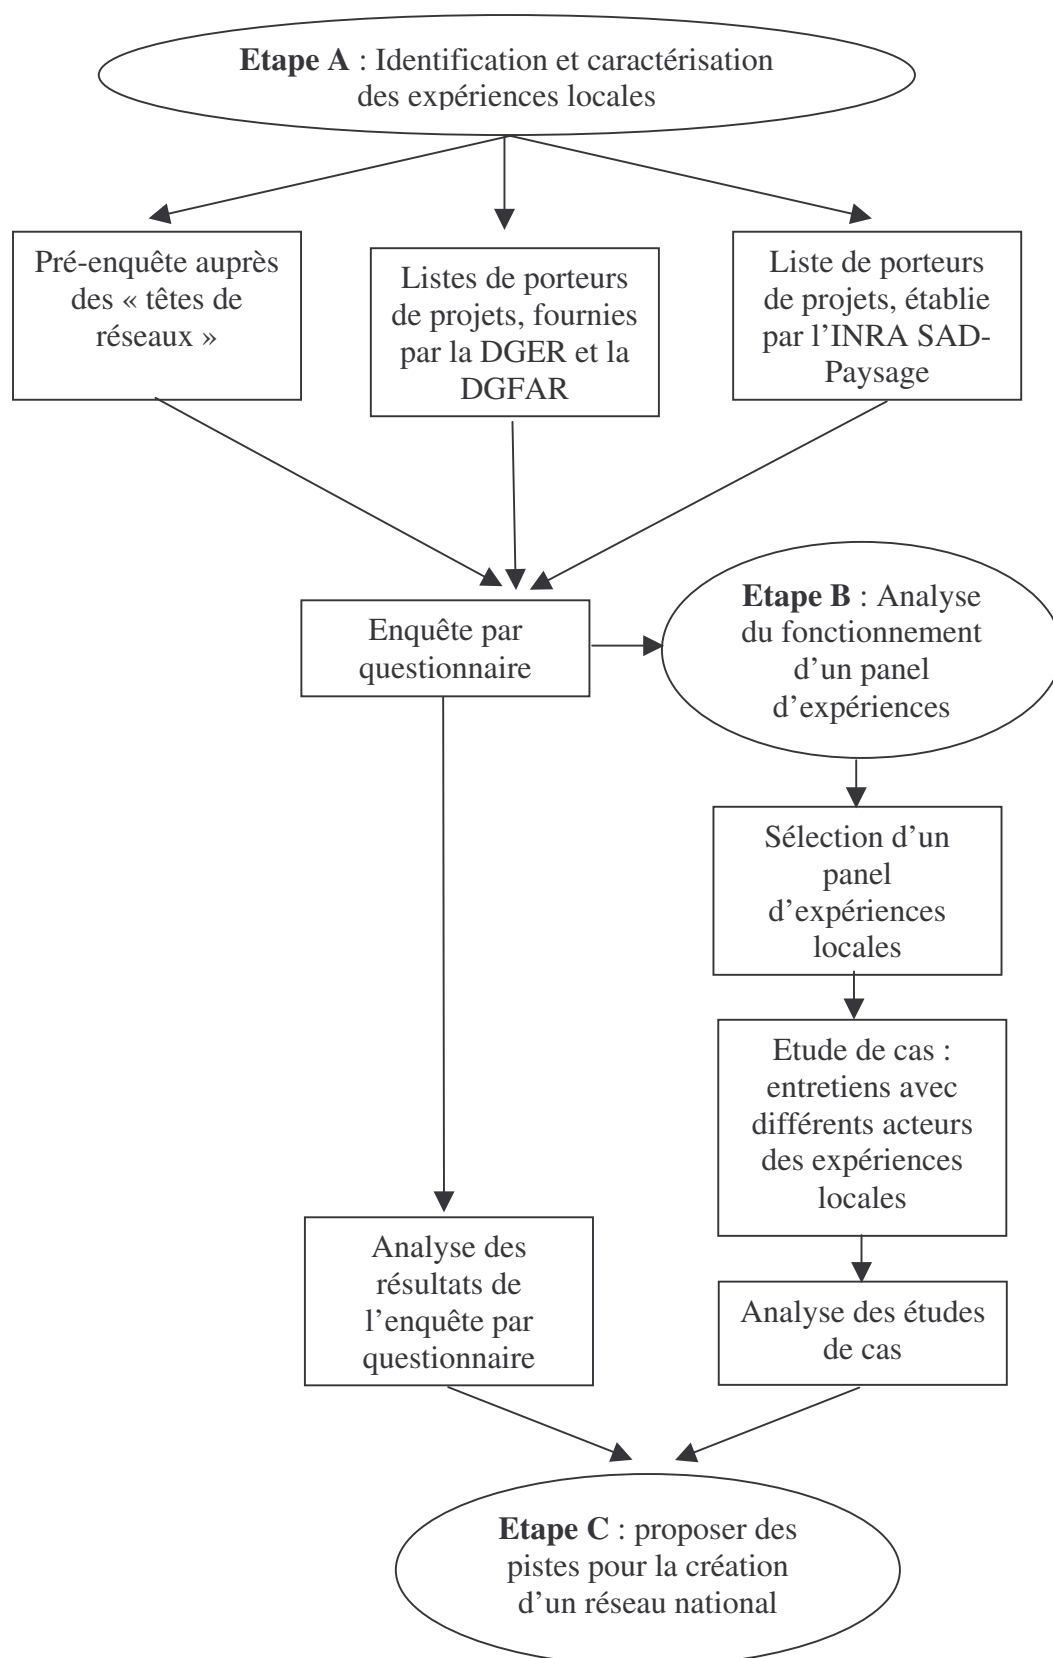 Etape A : Identification et caractérisation
des expériences locales
Pré-enquête auprès
des « têtes de
réseaux »
Listes de porteurs
de projets, fournies
par la DGER et la
DGFAR
Liste de porteurs
de projets, établie
par l’INRA SAD-
Paysage
Enquête par
questionnaire
Etape B : Analyse
du fonctionnement
d’un panel
d’expériences
Sélection d’un
panel
d’expériences
locales
Etude de cas :
entretiens avec
différents acteurs
des expériences
locales
Analyse des
résultats de
l’enquête par
questionnaire
Analyse des études
de cas
Etape C : proposer des
pistes pour la création
d’un réseau national